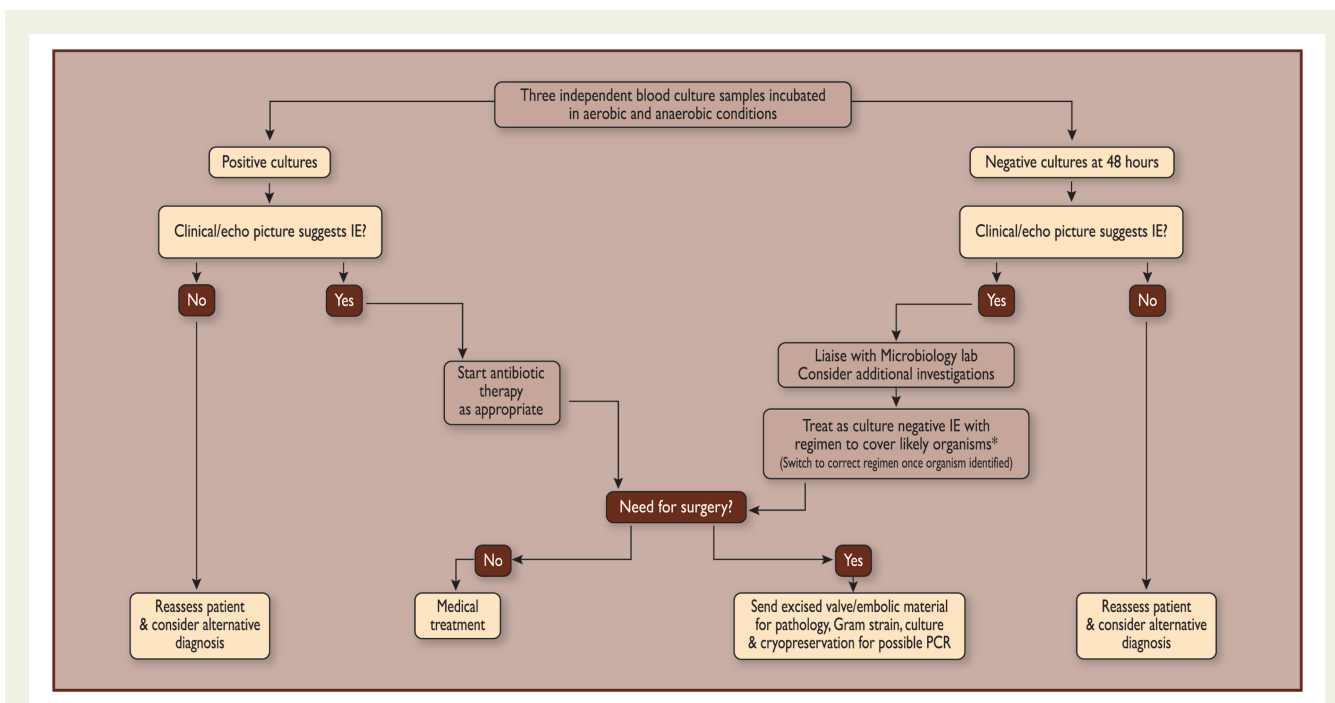 Three independent blood culture samples incubated
in aerobic and anaerobic conditions
Positive cultures
Negative cultures at 48 hours
Clinical/echo picture suggests IE?
Clinical/echo picture suggests IE?
No
Yes
Yes
No
Liaise with Microbiology lab
Consider additional investigations
Start antibiotic
therapy
as appropriate
Treat as culture negative IE with
regimen to cover likely organisms*
(Switch to correct regimen once organism identified)
Need for surgery?
No
Yes
Reassess patient
& consider alternative
diagnosis
Medical
treatment
Send excised valve/embolic material
for pathology, Gram strain, culture
& cryopreservation for possible PCR
Reassess patient
& consider alternative
diagnosis